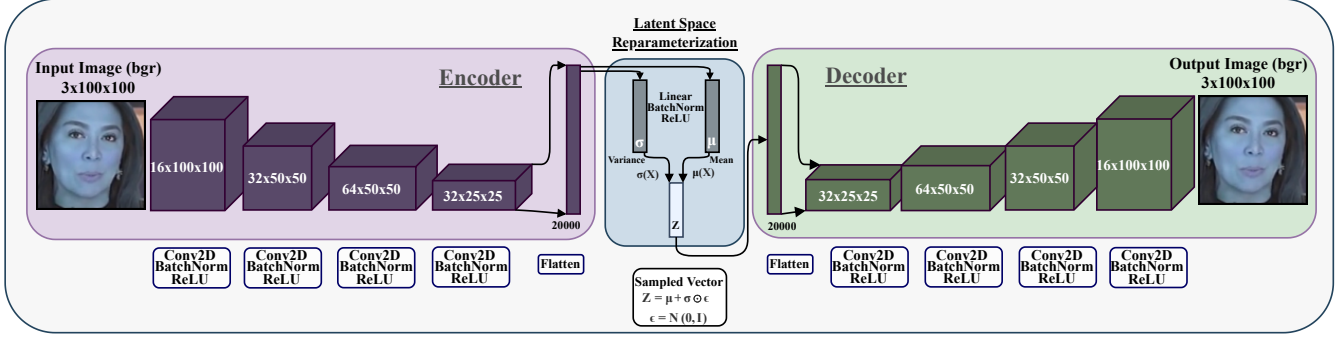 Latent Space
Reparameterization
Input Image (bgr)
3x100x100
Encoder
16x100x100
32x50x50
64x50x50
32x25x25
20000
Conv2D
BatchNorm
ReLU
Conv2D
BatchNorm
ReLU
Conv2D
BatchNorm
ReLU
Conv2D
BatchNorm
ReLU
Flatten
Linear
BatchNorm
ReLU
σ
μ
Variance
Mean
σ(X)
μ(X)
Z
Sampled Vector
Z = μ + σ ⊙ ϵ
ϵ = N (0, I)
Decoder
Output Image (bgr)
3x100x100
20000
32x25x25
64x50x50
32x50x50
16x100x100
Flatten
Conv2D
BatchNorm
ReLU
Conv2D
BatchNorm
ReLU
Conv2D
BatchNorm
ReLU
Conv2D
BatchNorm
ReLU